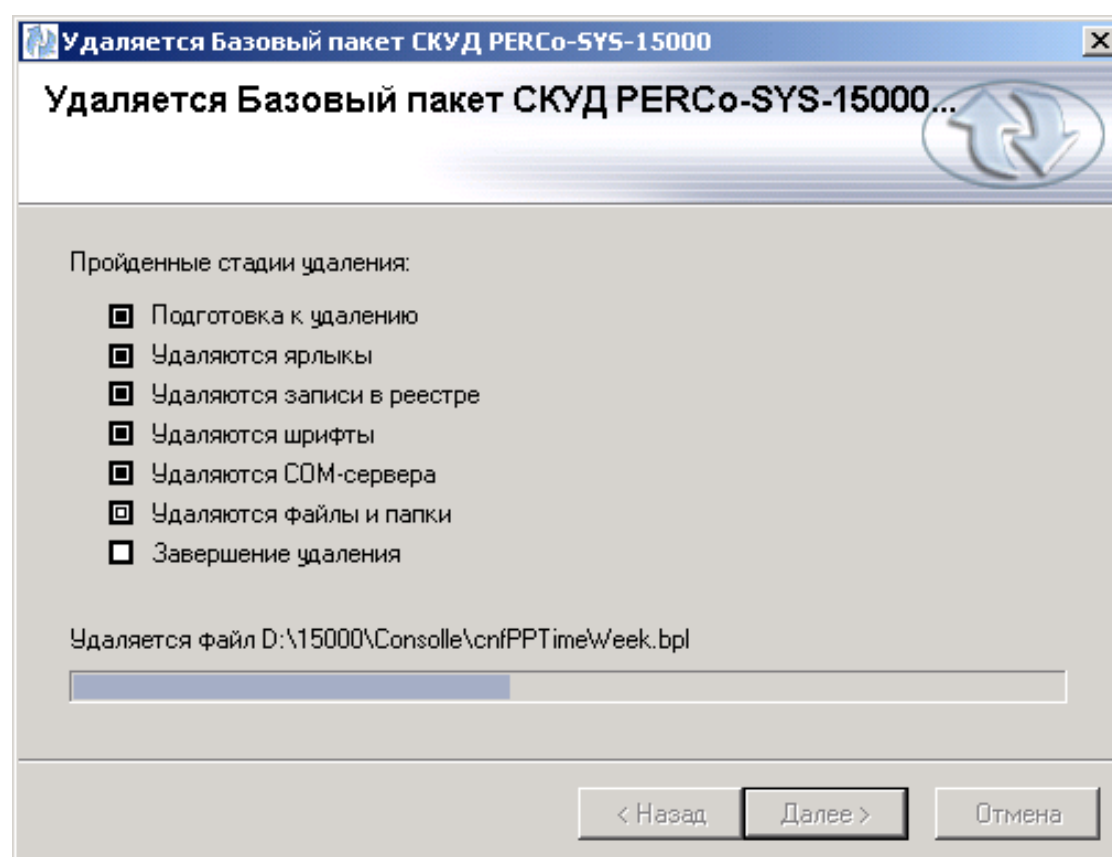 Удаляется Базовый пакет СКУД PERCo-SYS-15000
Удаляется Базовый пакет СКУД PERCo-SYS-15000...
Пройденные стадии удаления:
Подготовка к удалению
Удаляются ярлыки
Удаляются записи в реестре
Удаляются шрифты
Удаляются COM-сервера
Удаляются файлы и папки
Завершение удаления
Удаляется файл D:\15000\Consolle\cnfPPTimeWeek.bpl
< Назад Далее > Отмена